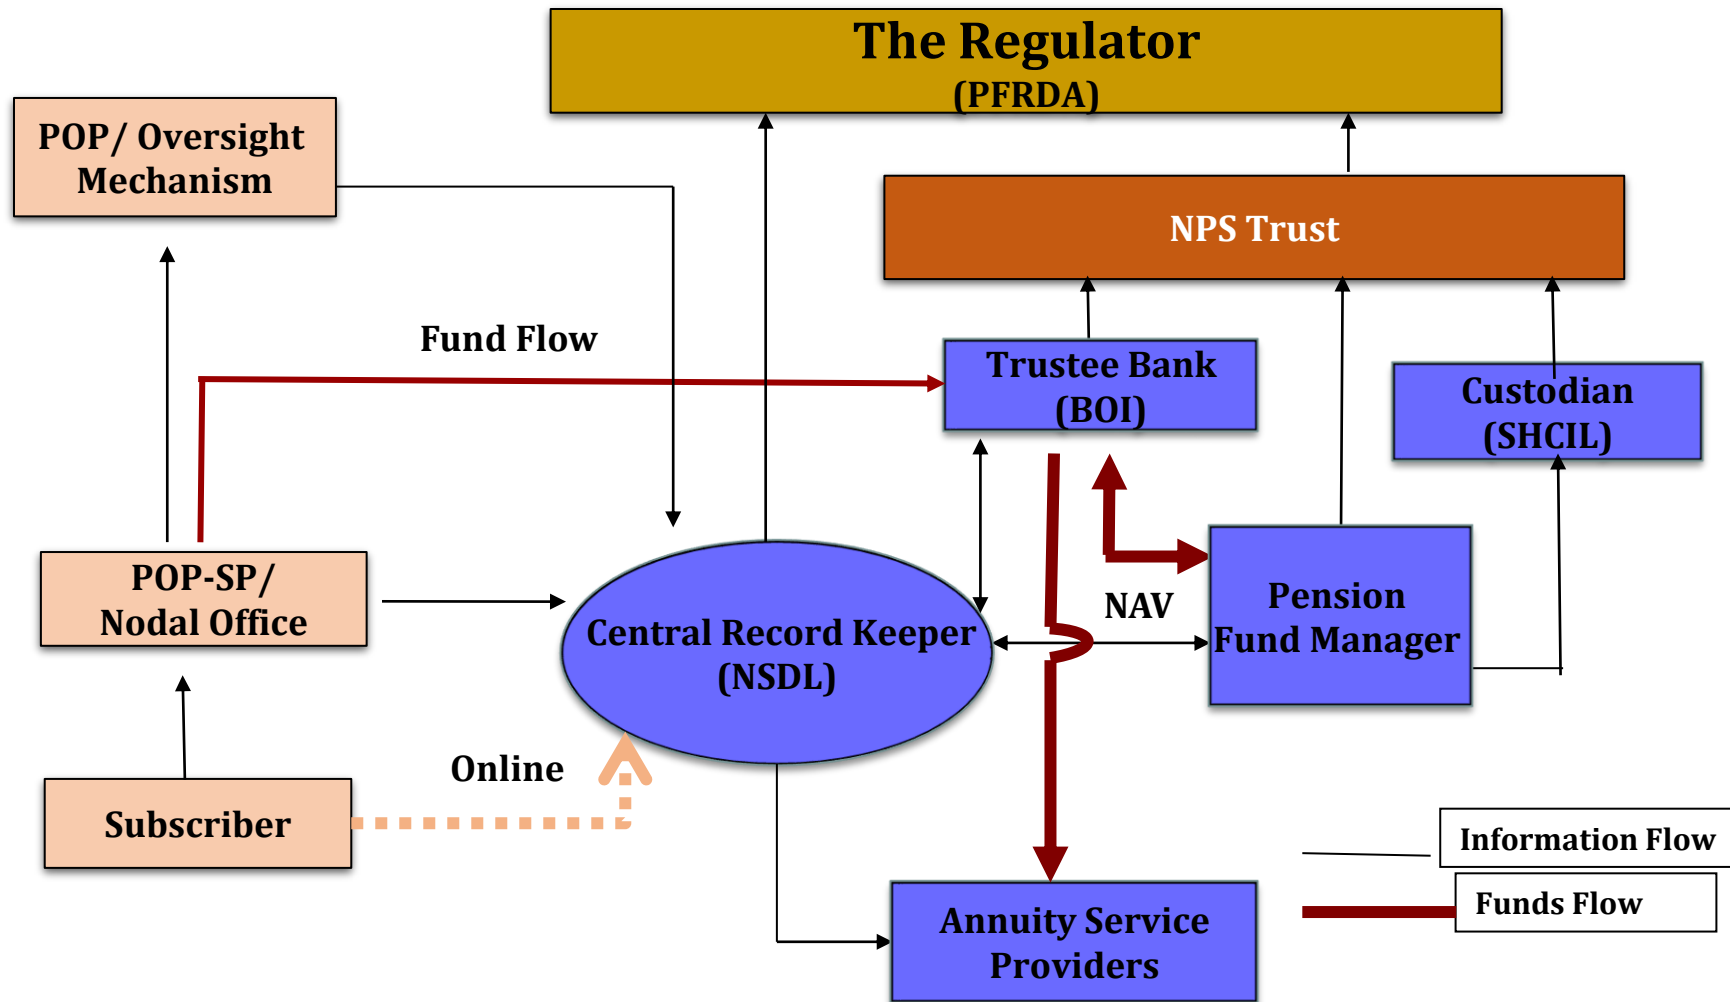 The Regulator
(PFRDA)
POP/ Oversight
Mechanism
NPS Trust
Fund Flow
Trustee Bank
(BOI)
Custodian
(SHCIL)
POP-SP/
Nodal Office
Central Record Keeper
(NSDL)
NAV
Pension
Fund Manager
Online
Subscriber
Annuity Service
Providers
Information Flow
Funds Flow